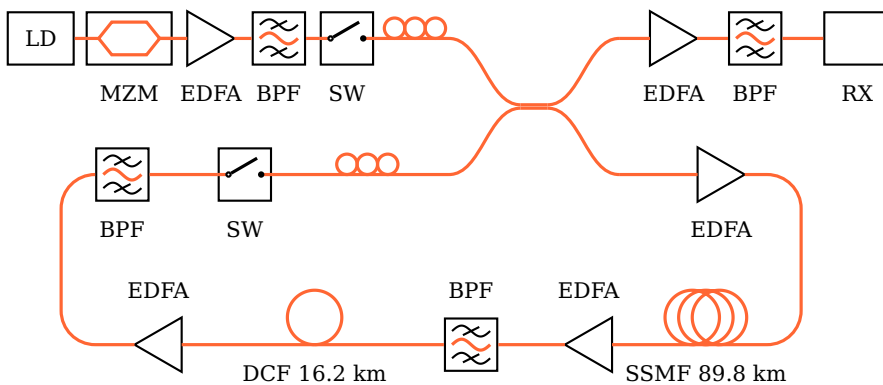 LD
MZM
EDFA
BPF
SW
EDFA
BPF
RX
BPF
SW
EDFA
EDFA
BPF
EDFA
DCF 16.2 km
SSMF 89.8 km